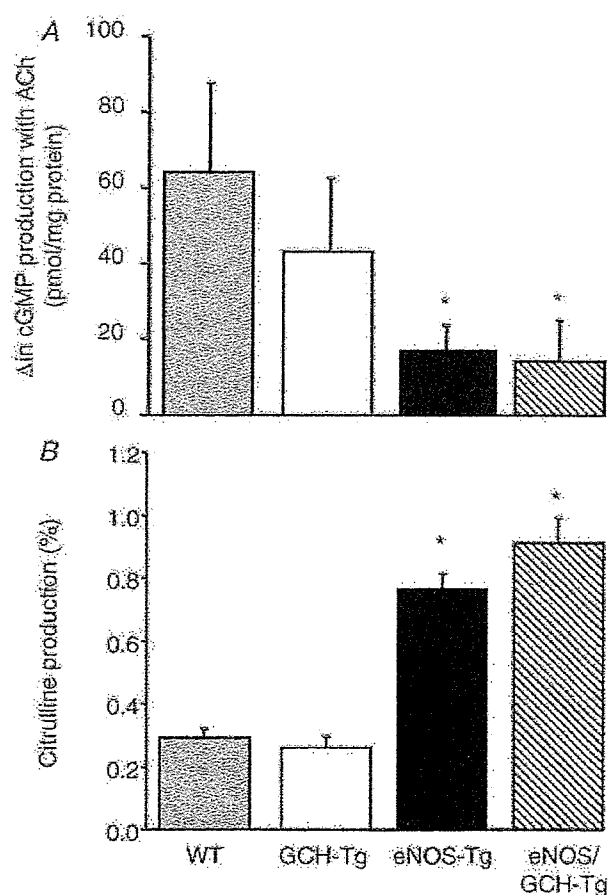 A
Δin cGMP production with ACh
(pmol/mg protein)
100
80
60
40
20
0
*
*
B
Citrulline production (%)
1.2
1.0
0.8
0.6
0.4
0.2
0.0
*
*
WT
GCH-Tg
eNOS-Tg
eNOS/
GCH-Tg